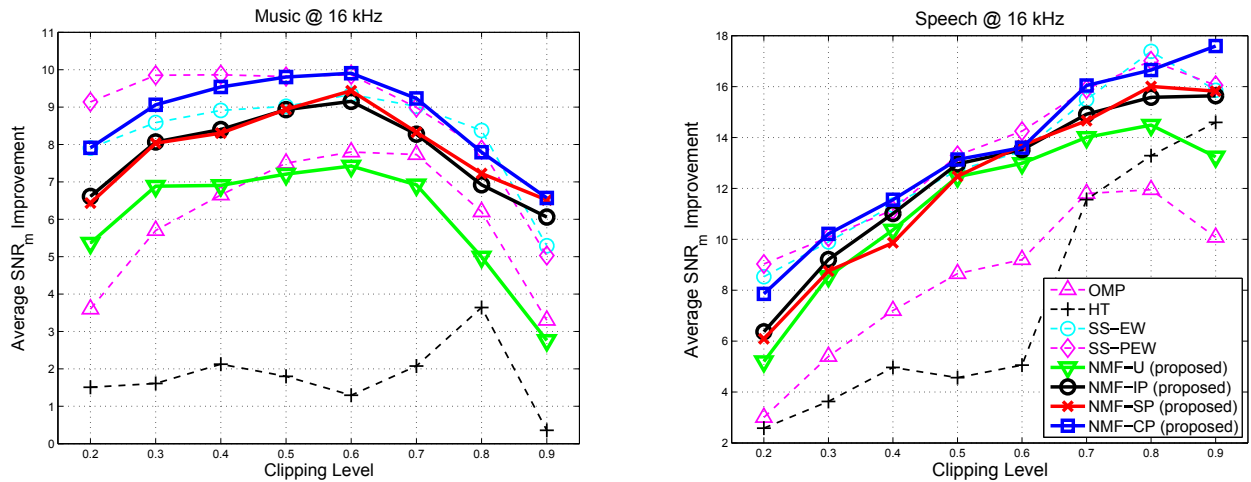 Music @ 16 kHz
11
10
9
8
7
6
5
4
3
2
1
0
Average SNRm Improvement
0.2 0.3 0.4 0.5 0.6 0.7 0.8 0.9
Clipping Level
Speech @ 16 kHz
18
16
14
12
10
8
6
4
2
Average SNRm Improvement
0.2 0.3 0.4 0.5 0.6 0.7 0.8 0.9
Clipping Level
OMP
HT
SS−EW
SS−PEW
NMF−U (proposed)
NMF−IP (proposed)
NMF−SP (proposed)
NMF−CP (proposed)